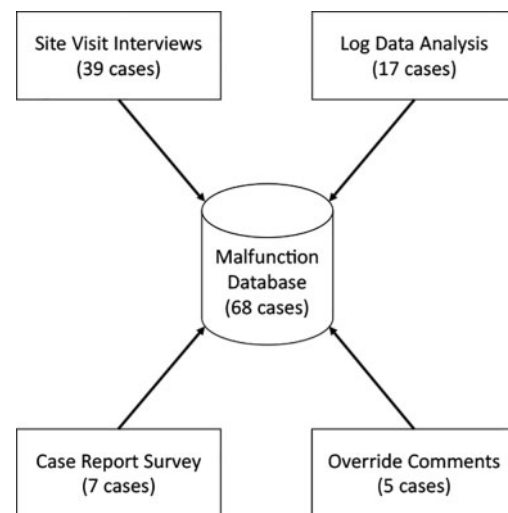 Site Visit Interviews
(39 cases)
Log Data Analysis
(17 cases)
Malfunction
Database
(68 cases)
Case Report Survey
(7 cases)
Override Comments
(5 cases)